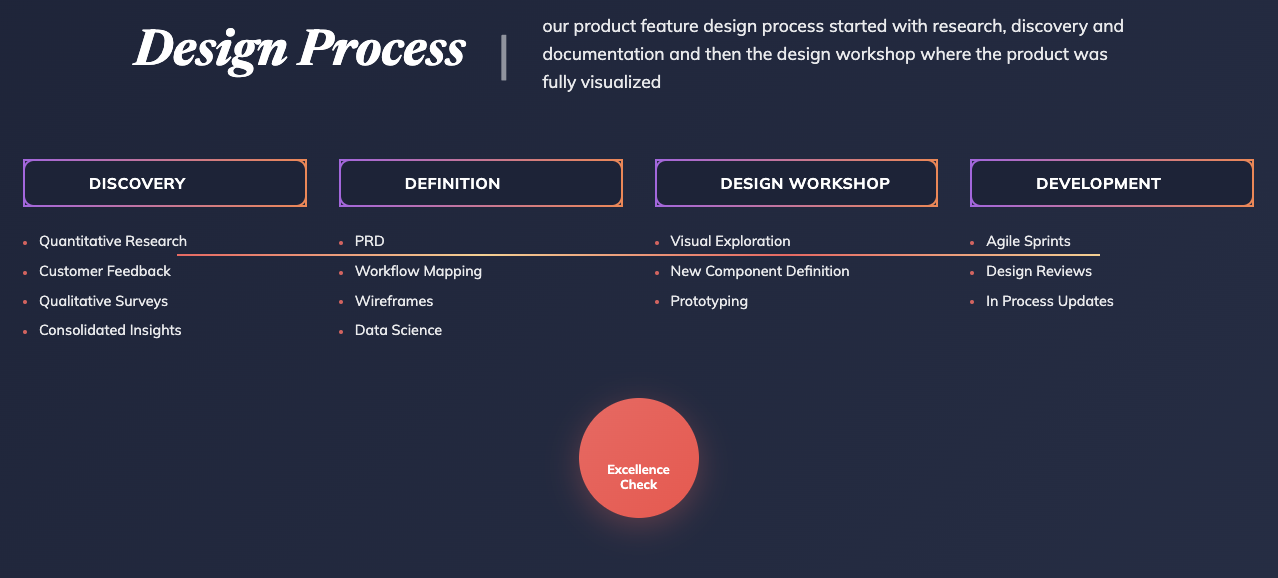 Design Process
our product feature design process started with research, discovery and
documentation and then the design workshop where the product was
fully visualized
DISCOVERY
Quantitative Research
Customer Feedback
Qualitative Surveys
Consolidated Insights
DEFINITION
PRD
Workflow Mapping
Wireframes
Data Science
DESIGN WORKSHOP
Visual Exploration
New Component Definition
Prototyping
DEVELOPMENT
Agile Sprints
Design Reviews
In Process Updates
Excellence
Check